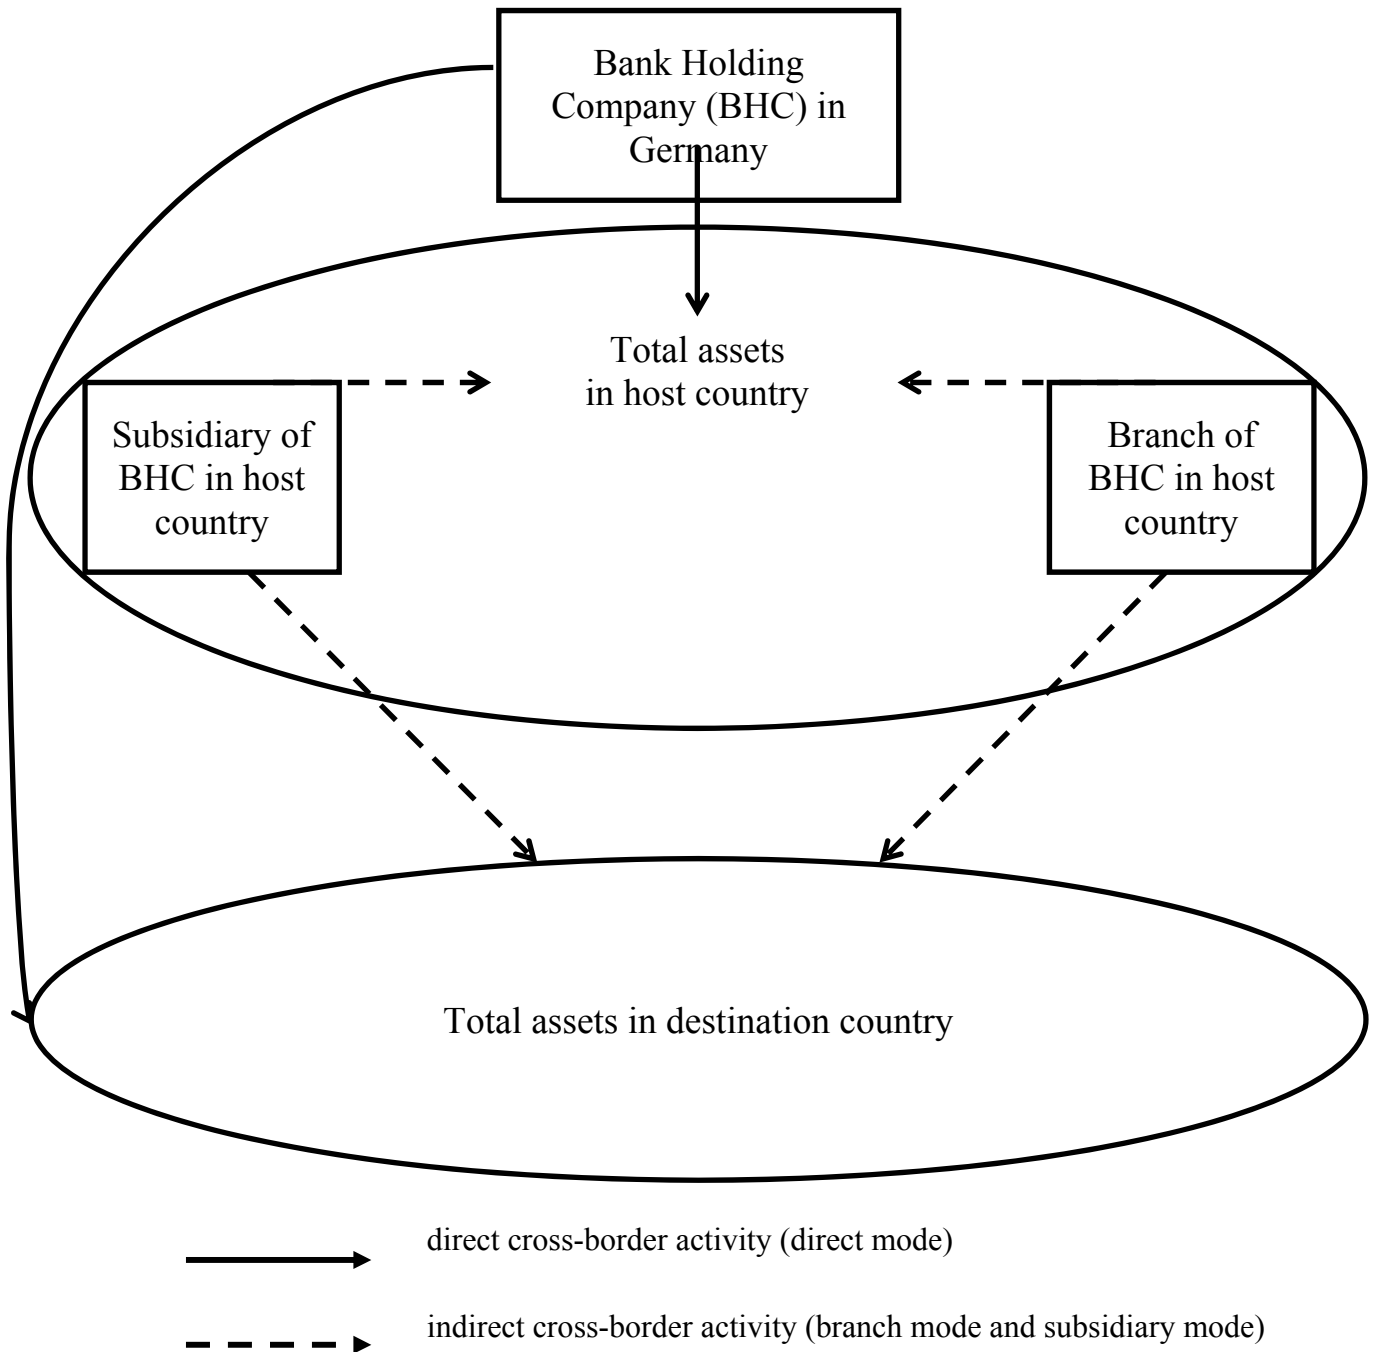 Bank Holding
Company (BHC) in
Germany
Total assets
in host country
Subsidiary of
BHC in host
country
Branch of
BHC in host
country
Total assets in destination country
direct cross-border activity (direct mode)
indirect cross-border activity (branch mode and subsidiary mode)